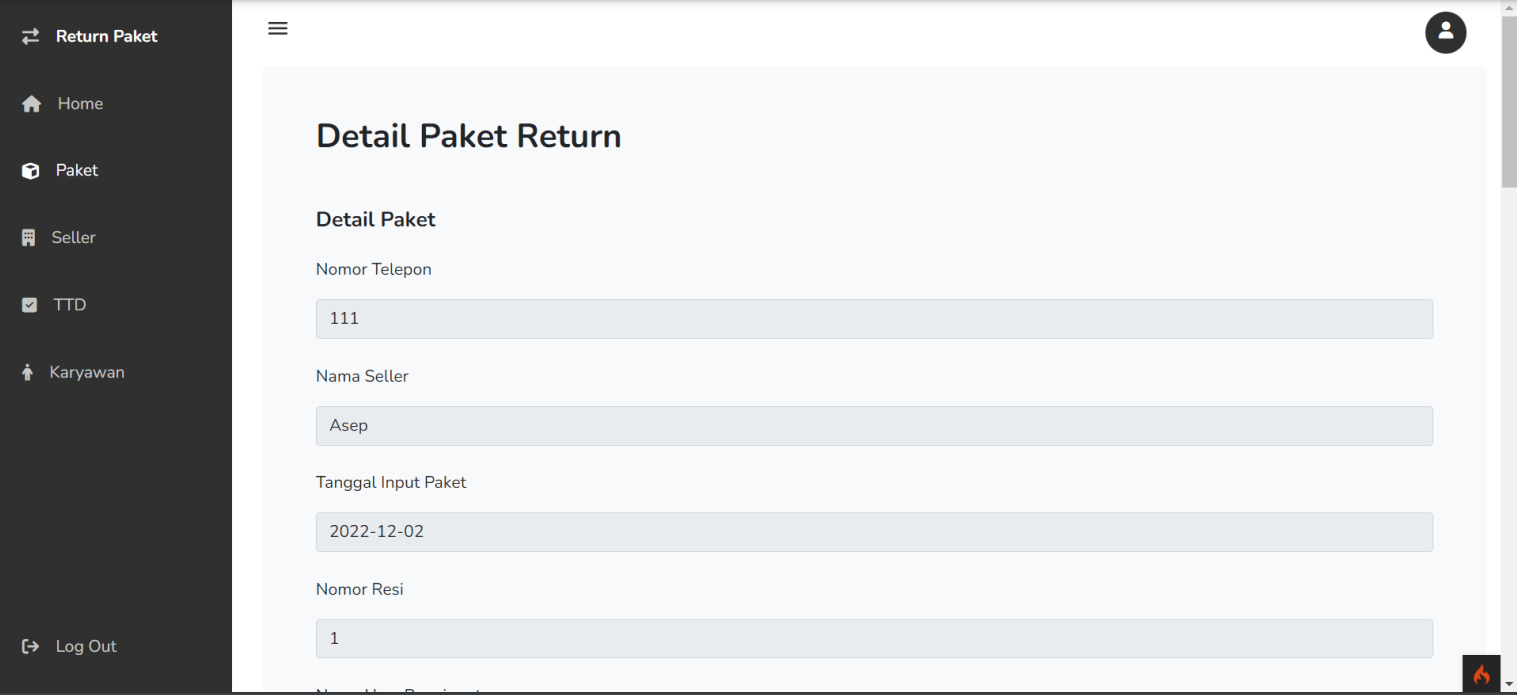 Return Paket
Home
Paket
Seller
TTD
Karyawan
Log Out
Detail Paket Return
Detail Paket
Nomor Telepon
111
Nama Seller
Asep
Tanggal Input Paket
2022-12-02
Nomor Resi
1